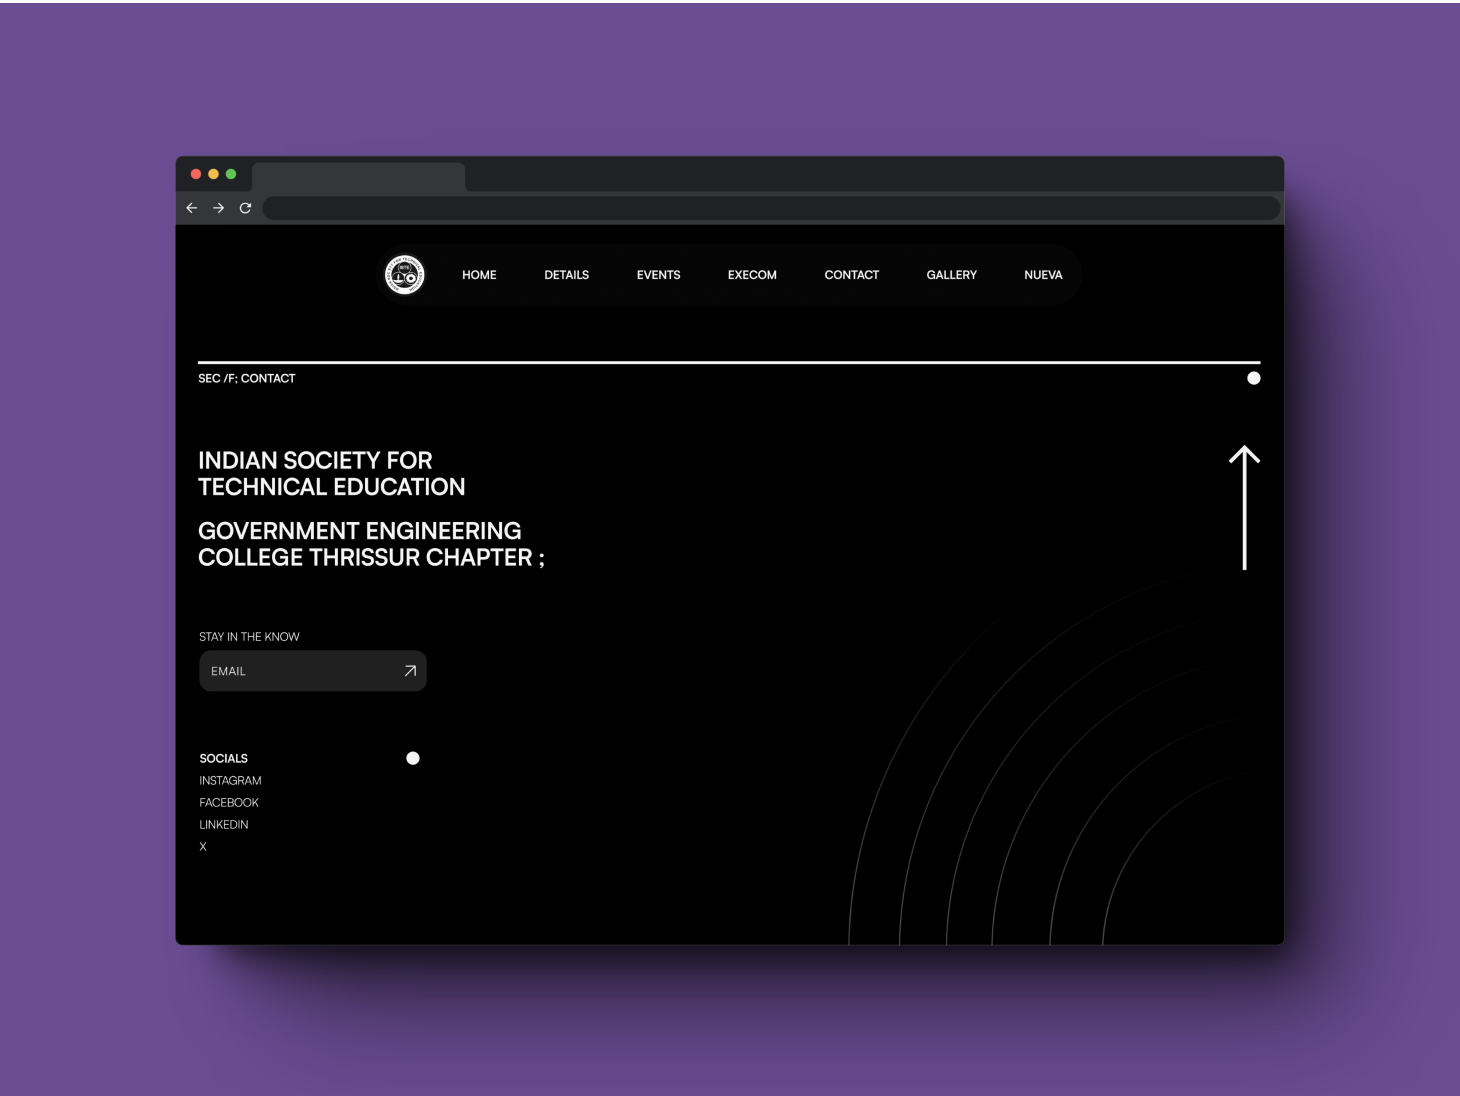 HOME DETAILS EVENTS EXECOM CONTACT GALLERY NUEVA
SEC /F; CONTACT
INDIAN SOCIETY FOR
TECHNICAL EDUCATION
GOVERNMENT ENGINEERING
COLLEGE THRISSUR CHAPTER ;
STAY IN THE KNOW
EMAIL
SOCIALS
INSTAGRAM
FACEBOOK
LINKEDIN
X